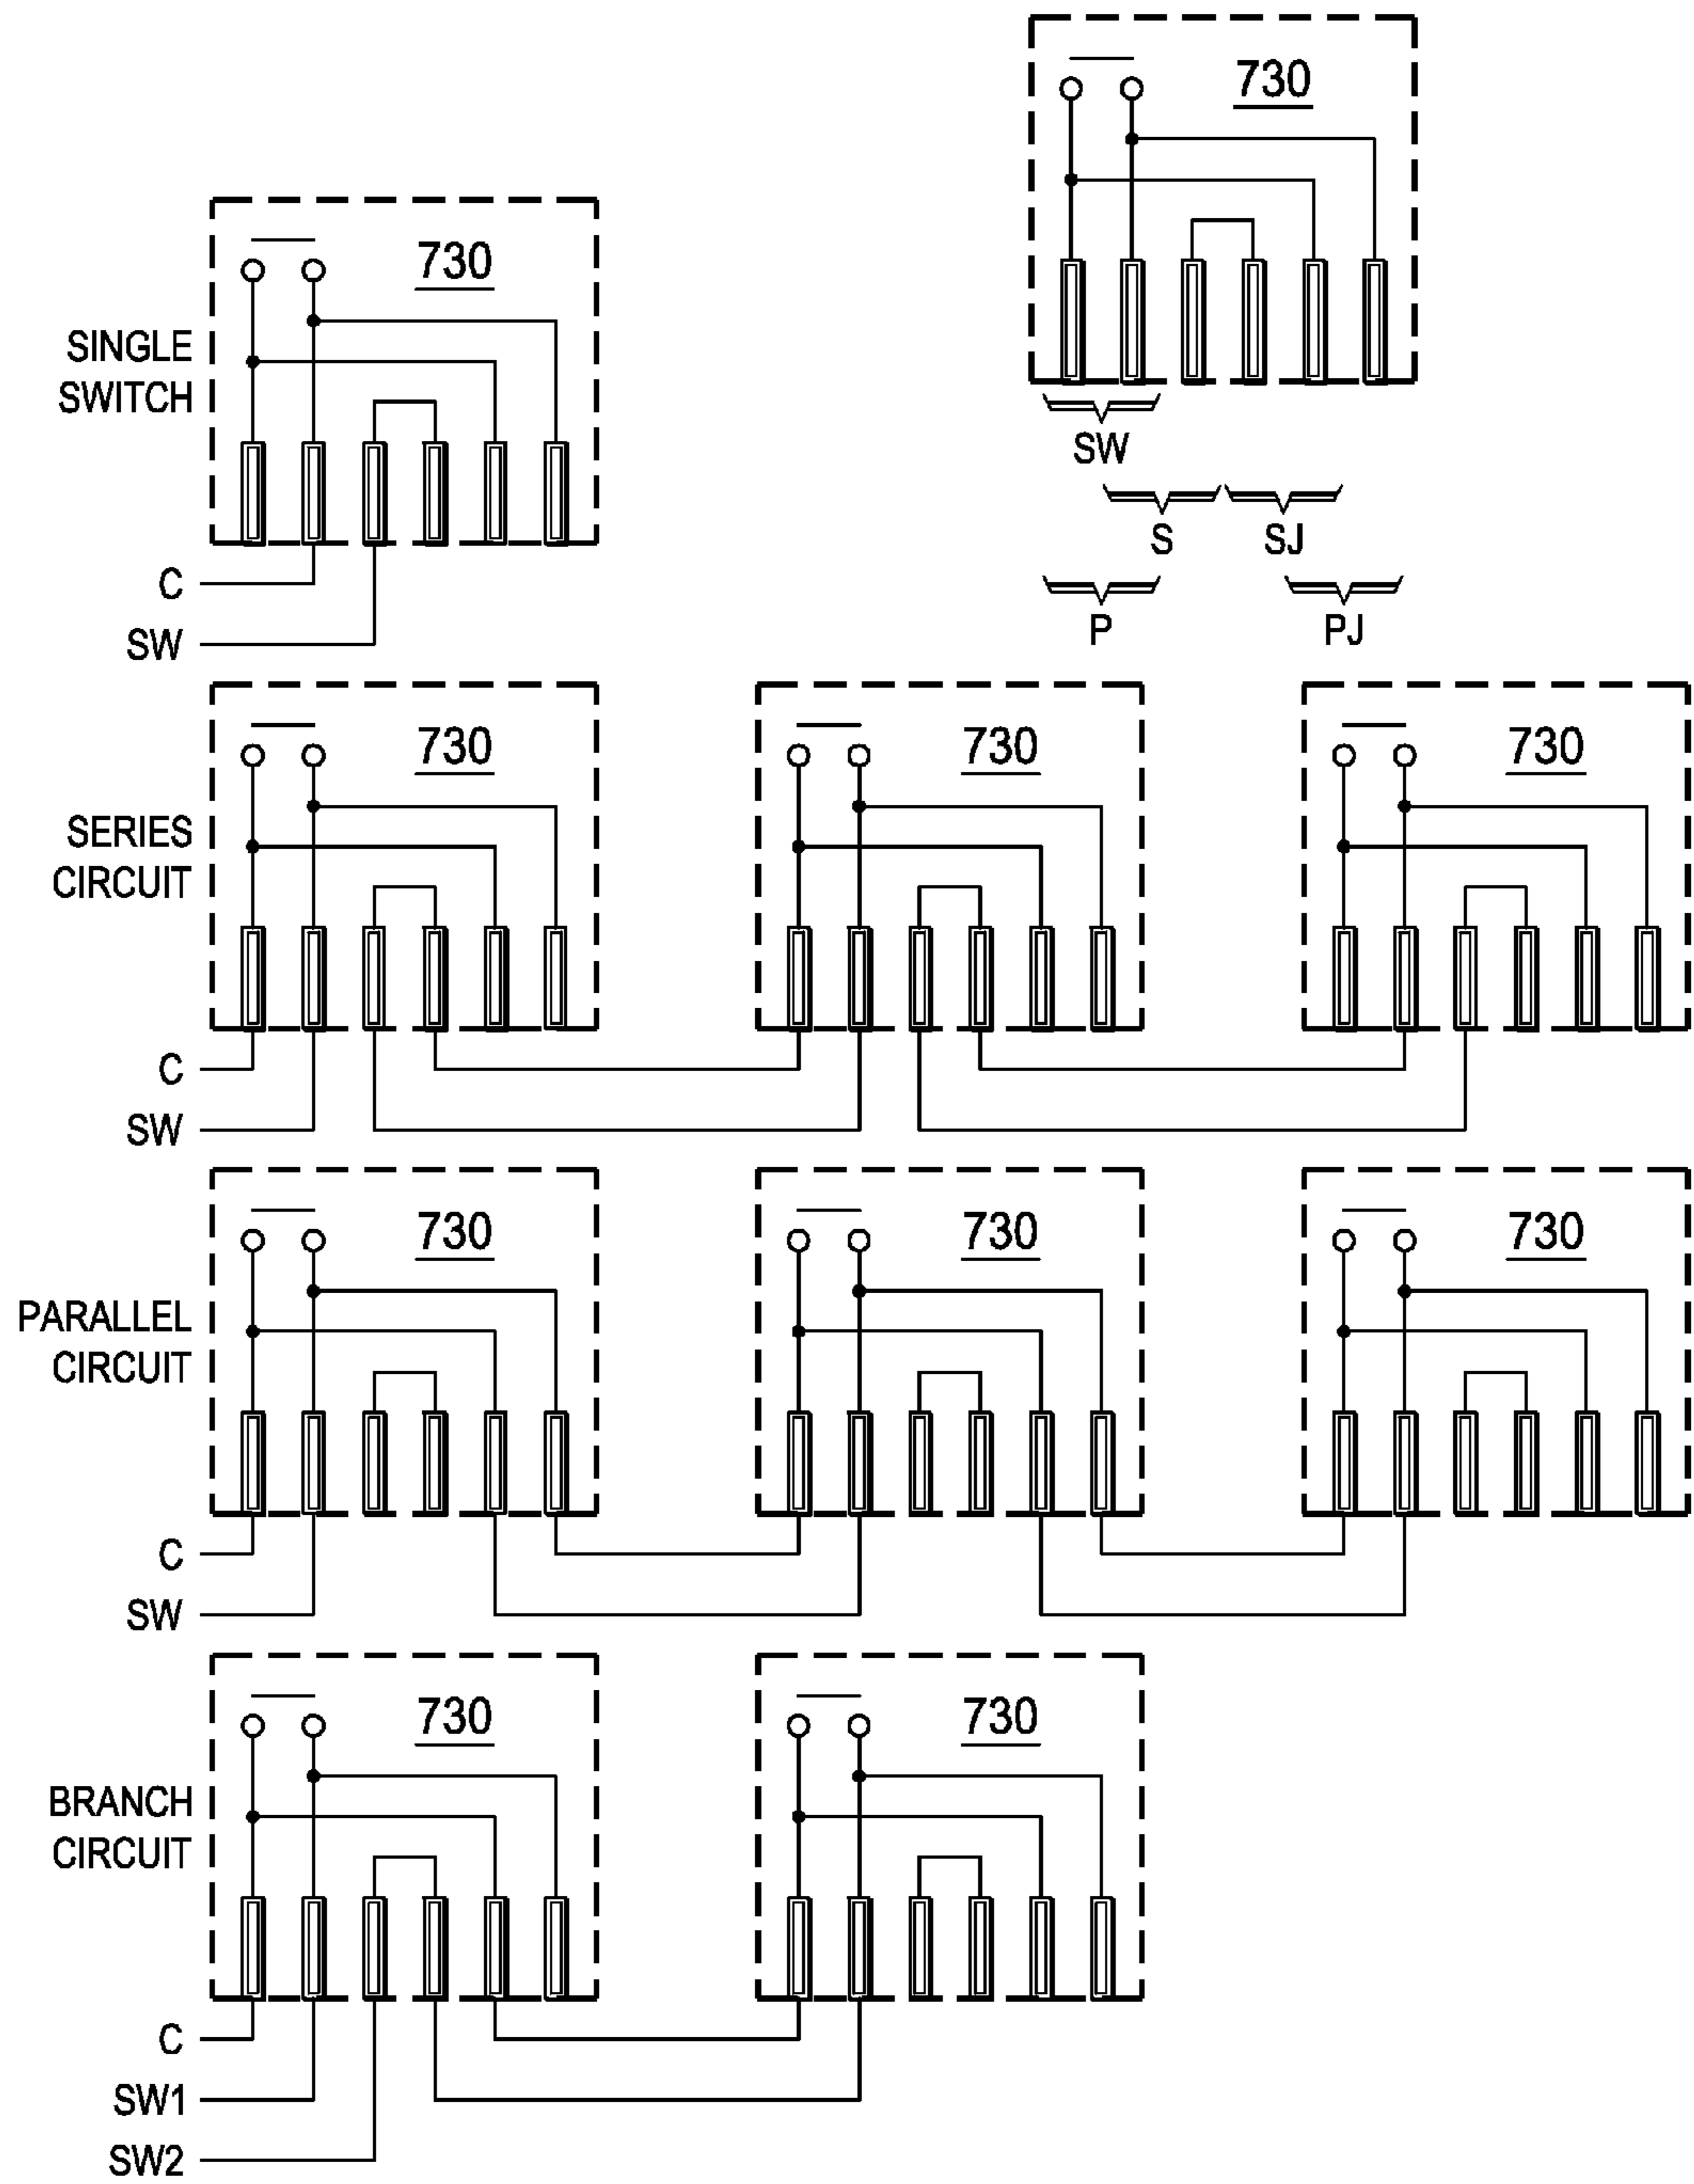 730
730
SINGLE
SWITCH
SW
S SJ
C
P PJ
SW
730 730 730
SERIES
CIRCUIT
C
SW
730 730 730
PARALLEL
CIRCUIT
C
SW
730 730
BRANCH
CIRCUIT
C
SW1
SW2